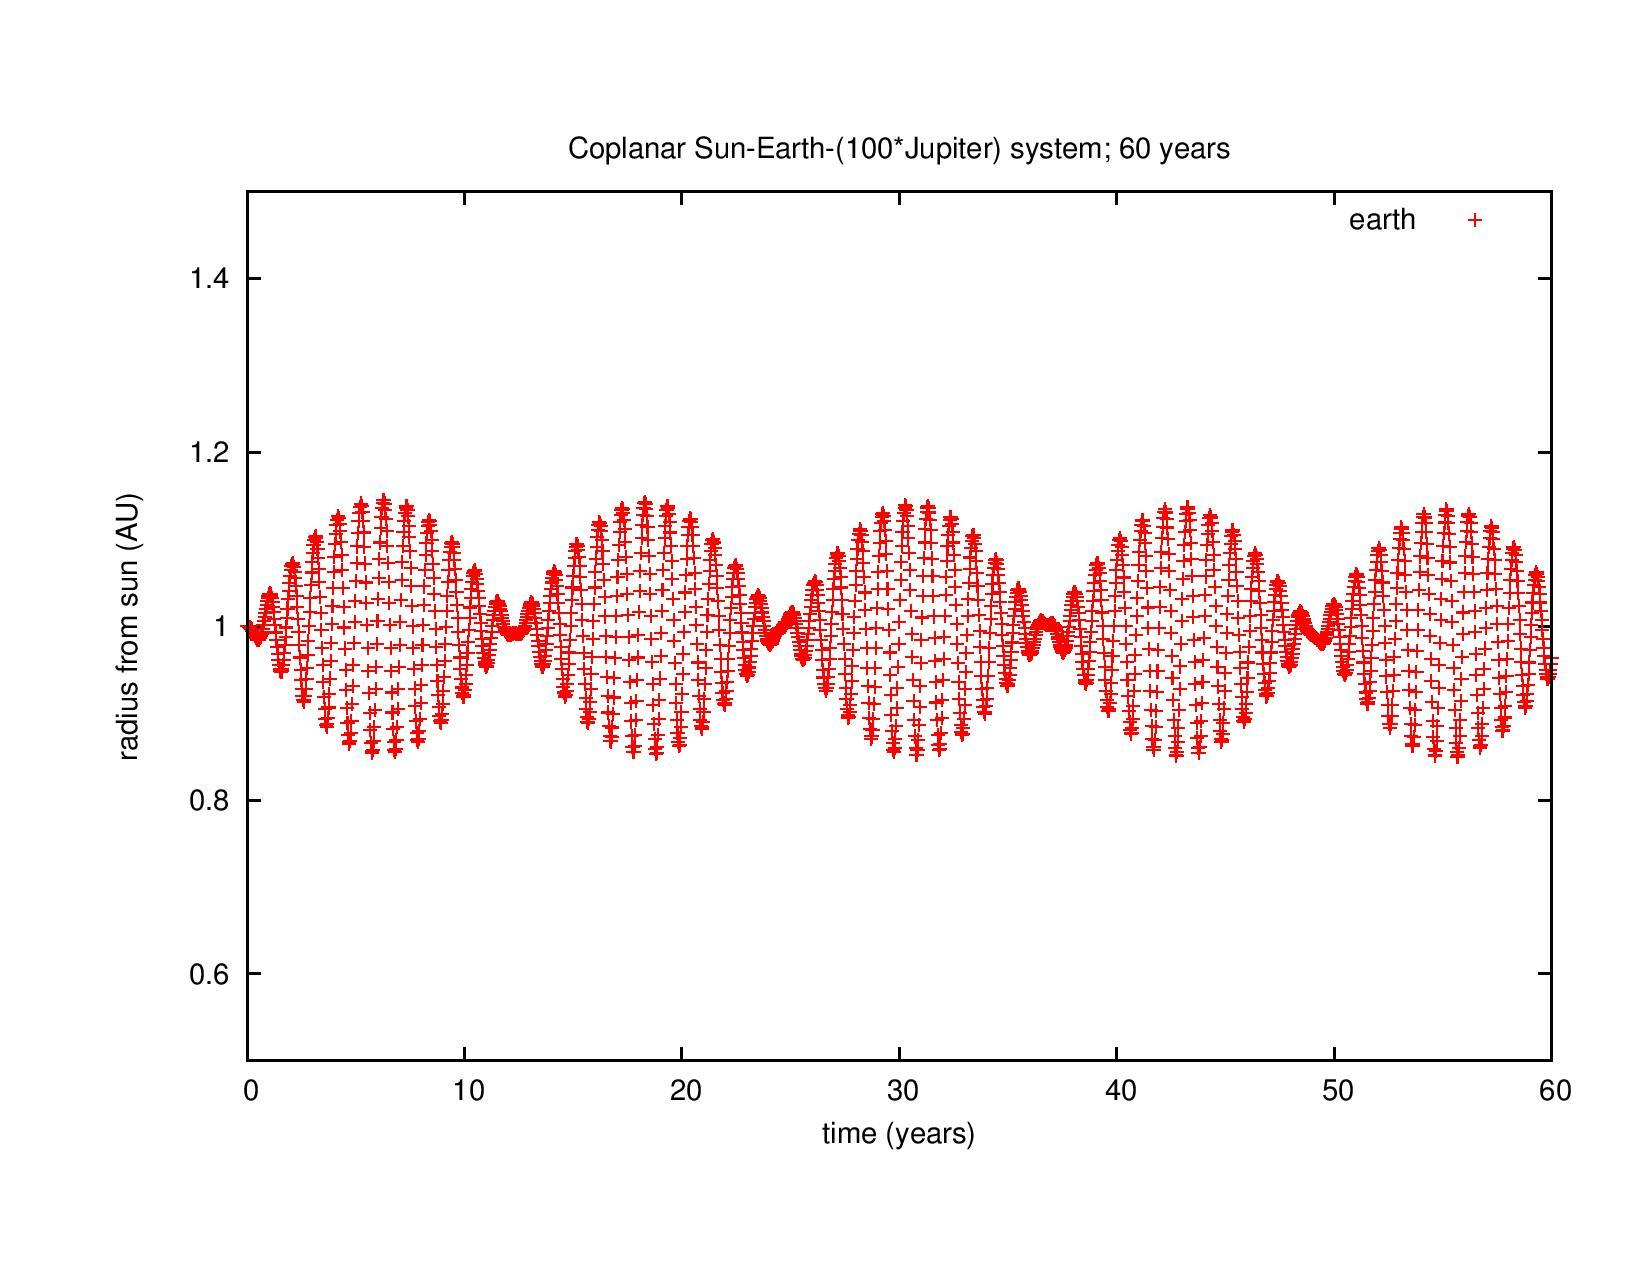 Coplanar Sun-Earth-(100*Jupiter) system; 60 years
earth
1.4
1.2
1
0.8
0.6
radius from sun (AU)
0 10 20 30 40 50 60
time (years)